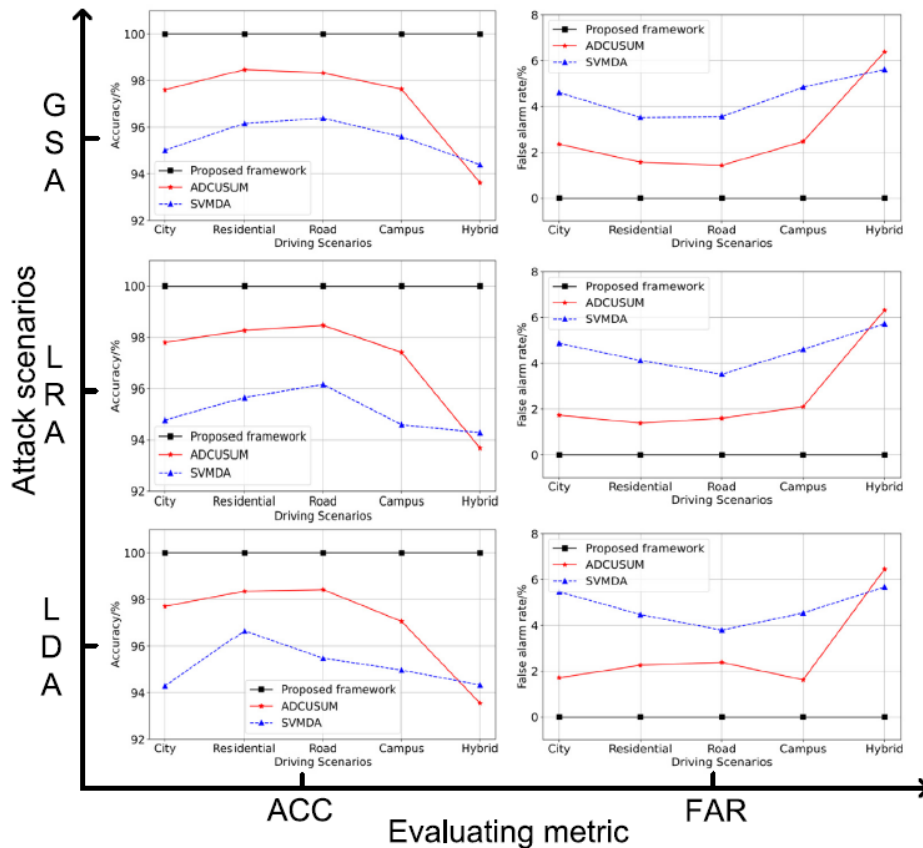 Attack scenarios
G
S
A
100
98
96
94
92
Accuracy/%
Proposed framework
ADCUSUM
SVMDA
City Residential Road Campus Hybrid
Driving Scenarios
8
6
4
2
0
False alarm rate/%
Proposed framework
ADCUSUM
SVMDA
City Residential Road Campus Hybrid
Driving Scenarios
L
R
A
100
98
96
94
92
Accuracy/%
Proposed framework
ADCUSUM
SVMDA
City Residential Road Campus Hybrid
Driving Scenarios
8
6
4
2
0
False alarm rate/%
Proposed framework
ADCUSUM
SVMDA
City Residential Road Campus Hybrid
Driving Scenarios
L
D
A
100
98
96
94
92
Accuracy/%
Proposed framework
ADCUSUM
SVMDA
City Residential Road Campus Hybrid
Driving Scenarios
8
6
4
2
0
False alarm rate/%
Proposed framework
ADCUSUM
SVMDA
City Residential Road Campus Hybrid
Driving Scenarios
ACC FAR
Evaluating metric